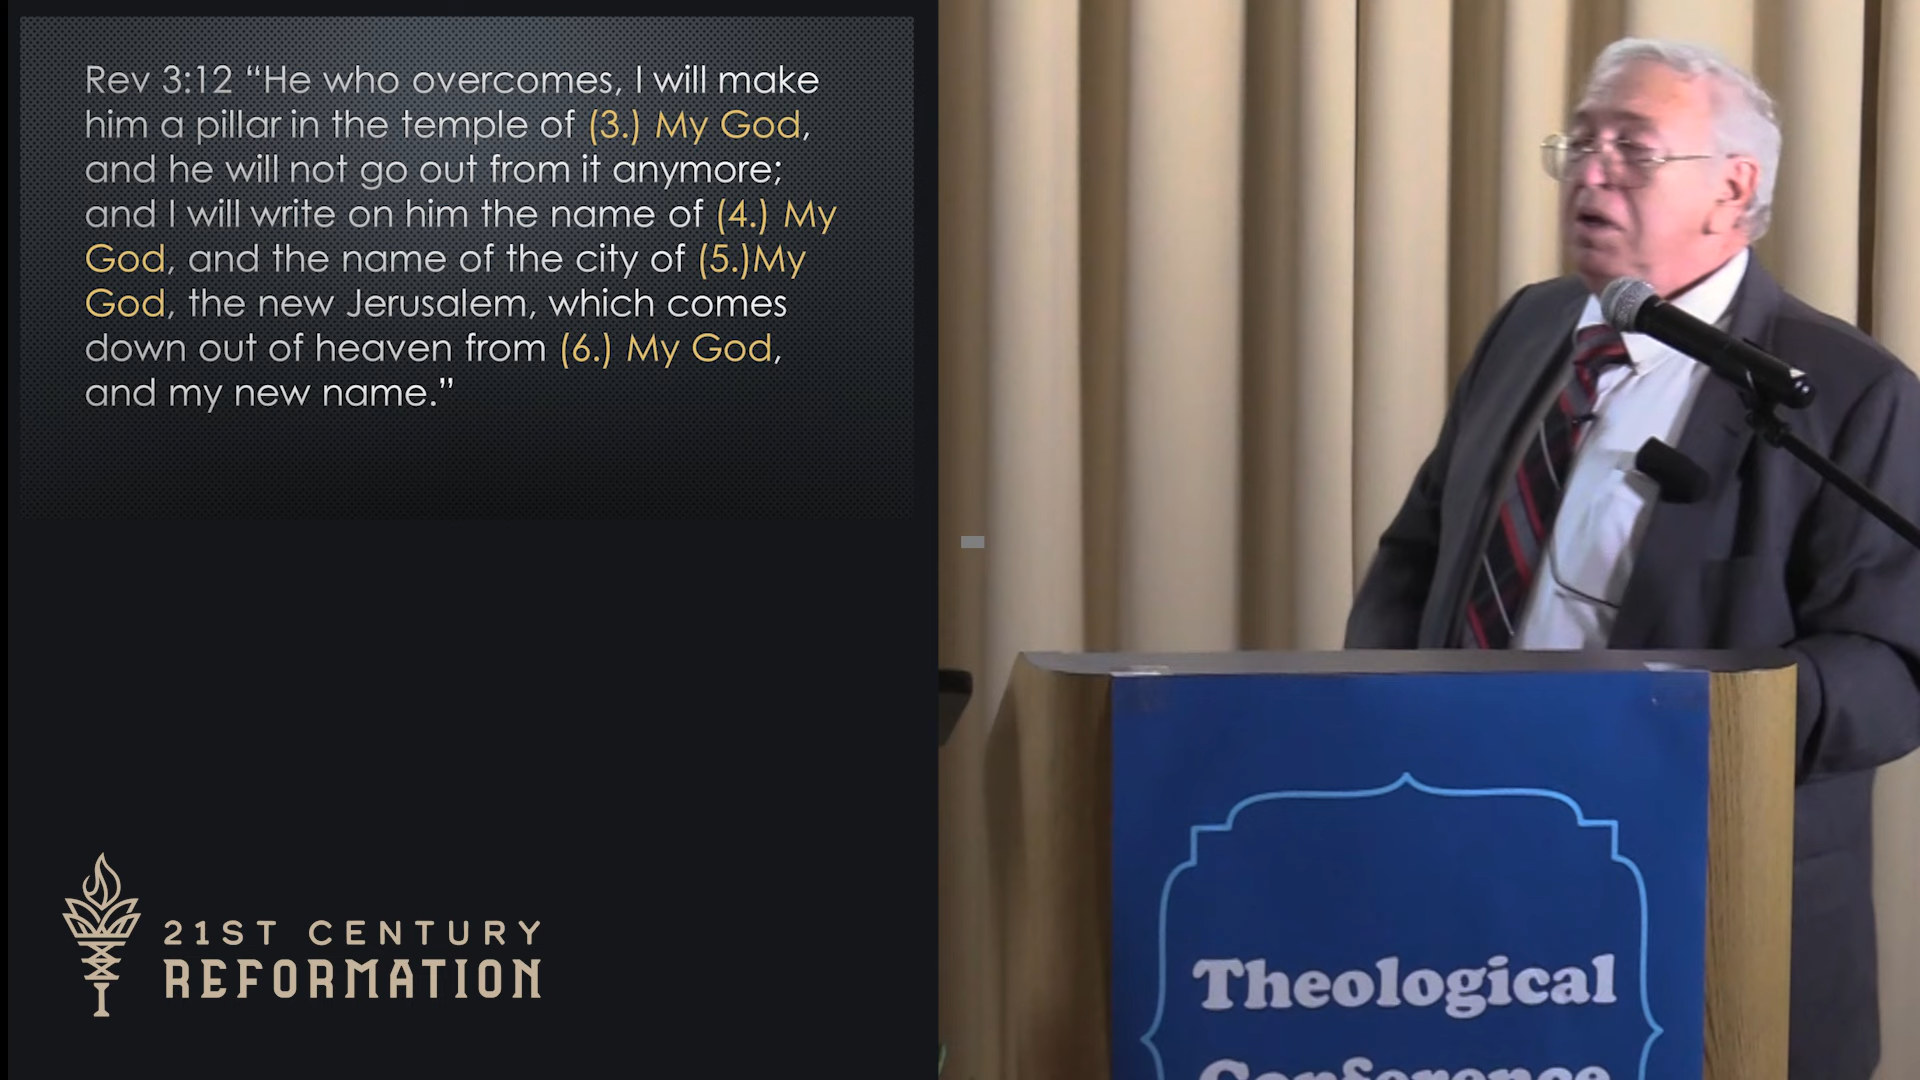 Rev 3:12 “He who overcomes, I will make
him a pillar in the temple of (3.) My God,
and he will not go out from it anymore;
and I will write on him the name of (4.) My
God, and the name of the city of (5.)My
God, the new Jerusalem, which comes
down out of heaven from (6.) My God,
and my new name.”
21ST CENTURY
REFORMATION
Theological
Conference